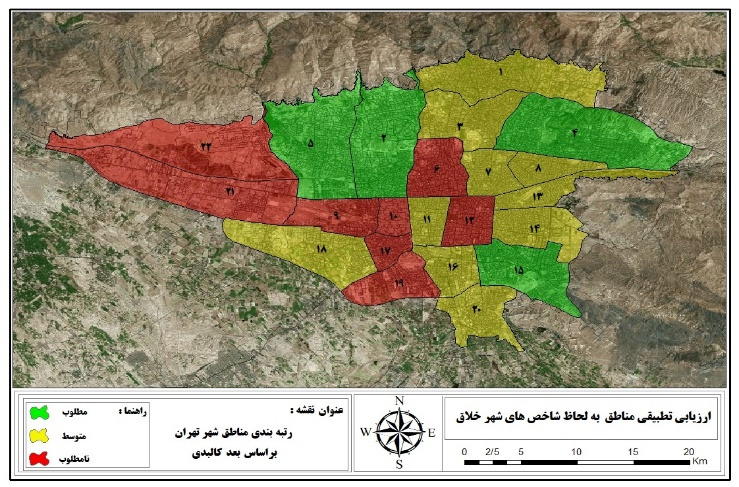 ۱
۲
۳
۴
۵
۶
۷
۸
۹
۱۰
۱۱
۱۲
۱۳
۱۴
۱۵
۱۶
۱۷
۱۸
۱۹
۲۰
۲۱
۲۲
ارزیابی تطبیقی مناطق به لحاظ شاخص های شهر خلاق
0 2/5 5 10 15 20
Km
N
W E
S
عنوان نقشه :
رتبه بندی مناطق شهر تهران
براساس بعد کالبدی
راهنما :
مطلوب
متوسط
نامطلوب